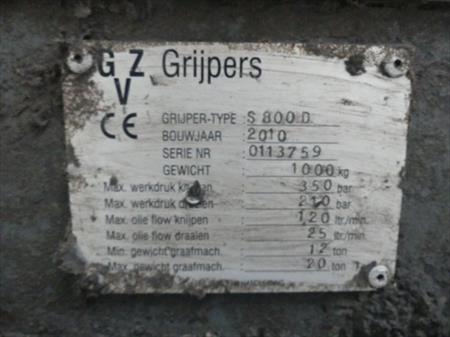 GVZ Grijpers
CE
GRIJPER-TYPE S 800 D
BOUWJAAR 2010
SERIE NR 0113759
GEWICHT 1000 kg
Max. werkdruk knijpen 350 bar
Max. werkdruk draaien 210 bar
Max. olie flow knijpen 120 ltr/min.
Max. olie flow draaien 25 ltr/min.
Min. gewicht graafmach. 12 ton
Max. gewicht graafmach. 20 ton